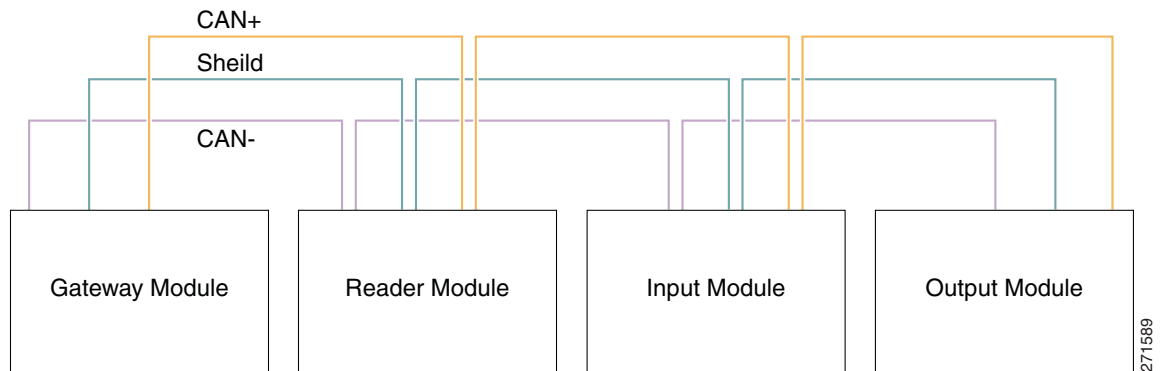 CAN+
Sheild
CAN-
Gateway Module
Reader Module
Input Module
Output Module
271589